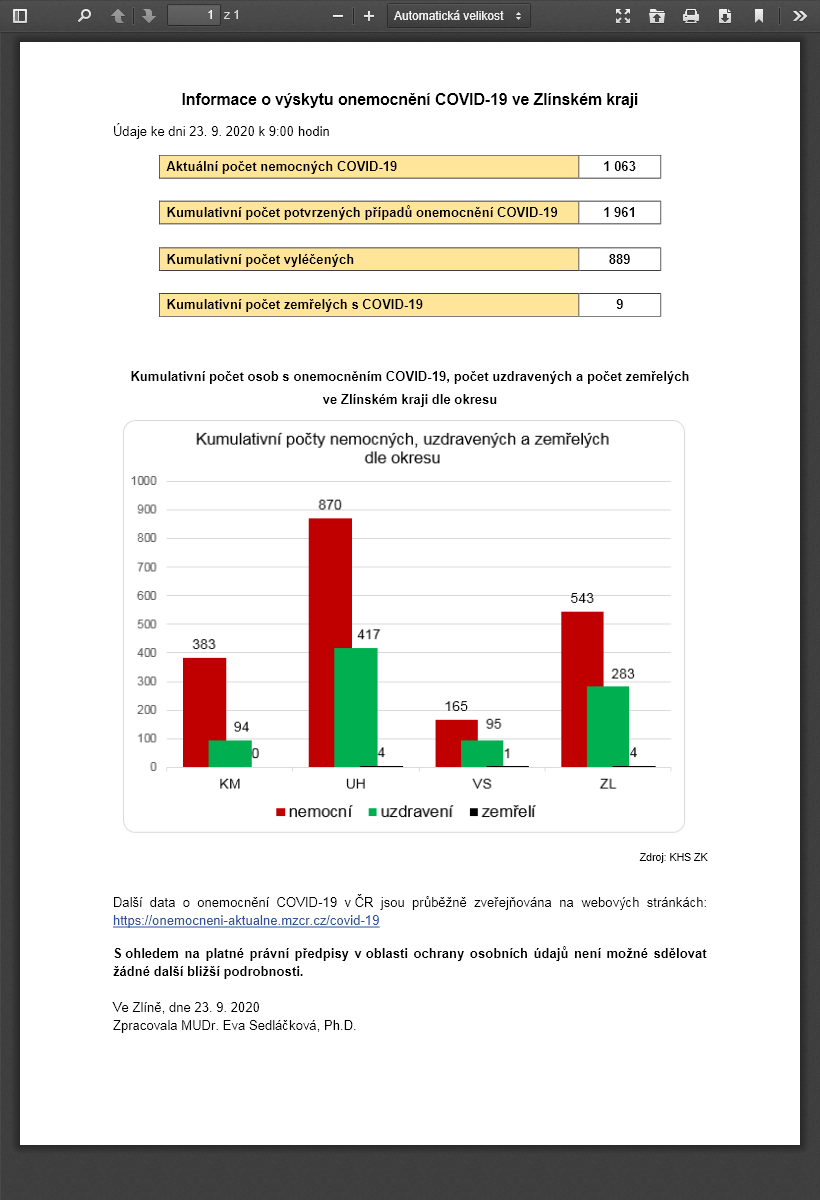 1 z 1 Automatická velikost
Informace o výskytu onemocnění COVID-19 ve Zlínském kraji
Údaje ke dni 23. 9. 2020 k 9:00 hodin
Aktuální počet nemocných COVID-19 1 063
Kumulativní počet potvrzených případů onemocnění COVID-19 1 961
Kumulativní počet vyléčených 889
Kumulativní počet zemřelých s COVID-19 9
Kumulativní počet osob s onemocněním COVID-19, počet uzdravených a počet zemřelých
ve Zlínském kraji dle okresu
Kumulativní počty nemocných, uzdravených a zemřelých
dle okresu
1000
900
800
700
600
500
400
300
200
100
0
383 94 0
870 417 4
165 95 1
543 283 4
KM UH VS ZL
nemocní uzdravení zemřelí
Zdroj: KHS ZK
Další data o onemocnění COVID-19 v ČR jsou průběžně zveřejňována na webových stránkách:
https://onemocneni-aktualne.mzcr.cz/covid-19
S ohledem na platné právní předpisy v oblasti ochrany osobních údajů není možné sdělovat
žádné další bližší podrobnosti.
Ve Zlíně, dne 23. 9. 2020
Zpracovala MUDr. Eva Sedláčková, Ph.D.